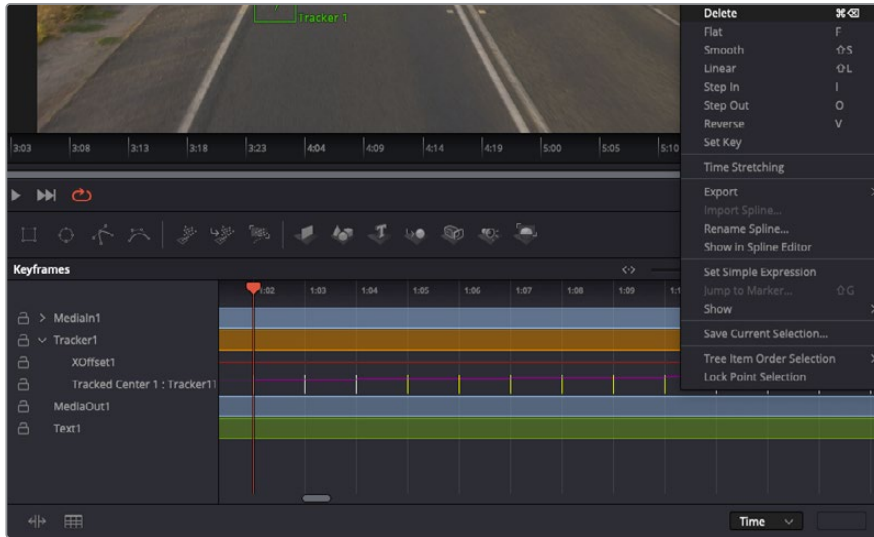 Tracker 1
Delete ⌘⌫
Flat F
Smooth ⇧S
Linear ⇧L
Step In I
Step Out O
Reverse V
Set Key
Time Stretching
Export
Import Spline...
Rename Spline...
Show in Spline Editor
Set Simple Expression
Jump to Marker... ⇧G
Show
Save Current Selection...
Tree Item Order Selection
Lock Point Selection
3:03 3:08 3:13 3:18 3:23 4:04 4:09 4:14 4:19 5:00 5:05 5:10
Keyframes
1:02 1:03 1:04 1:05 1:06 1:07 1:08 1:09
MediaIn1
Tracker1
XOffset1
Tracked Center 1 : Tracker1
MediaOut1
Text1
Time